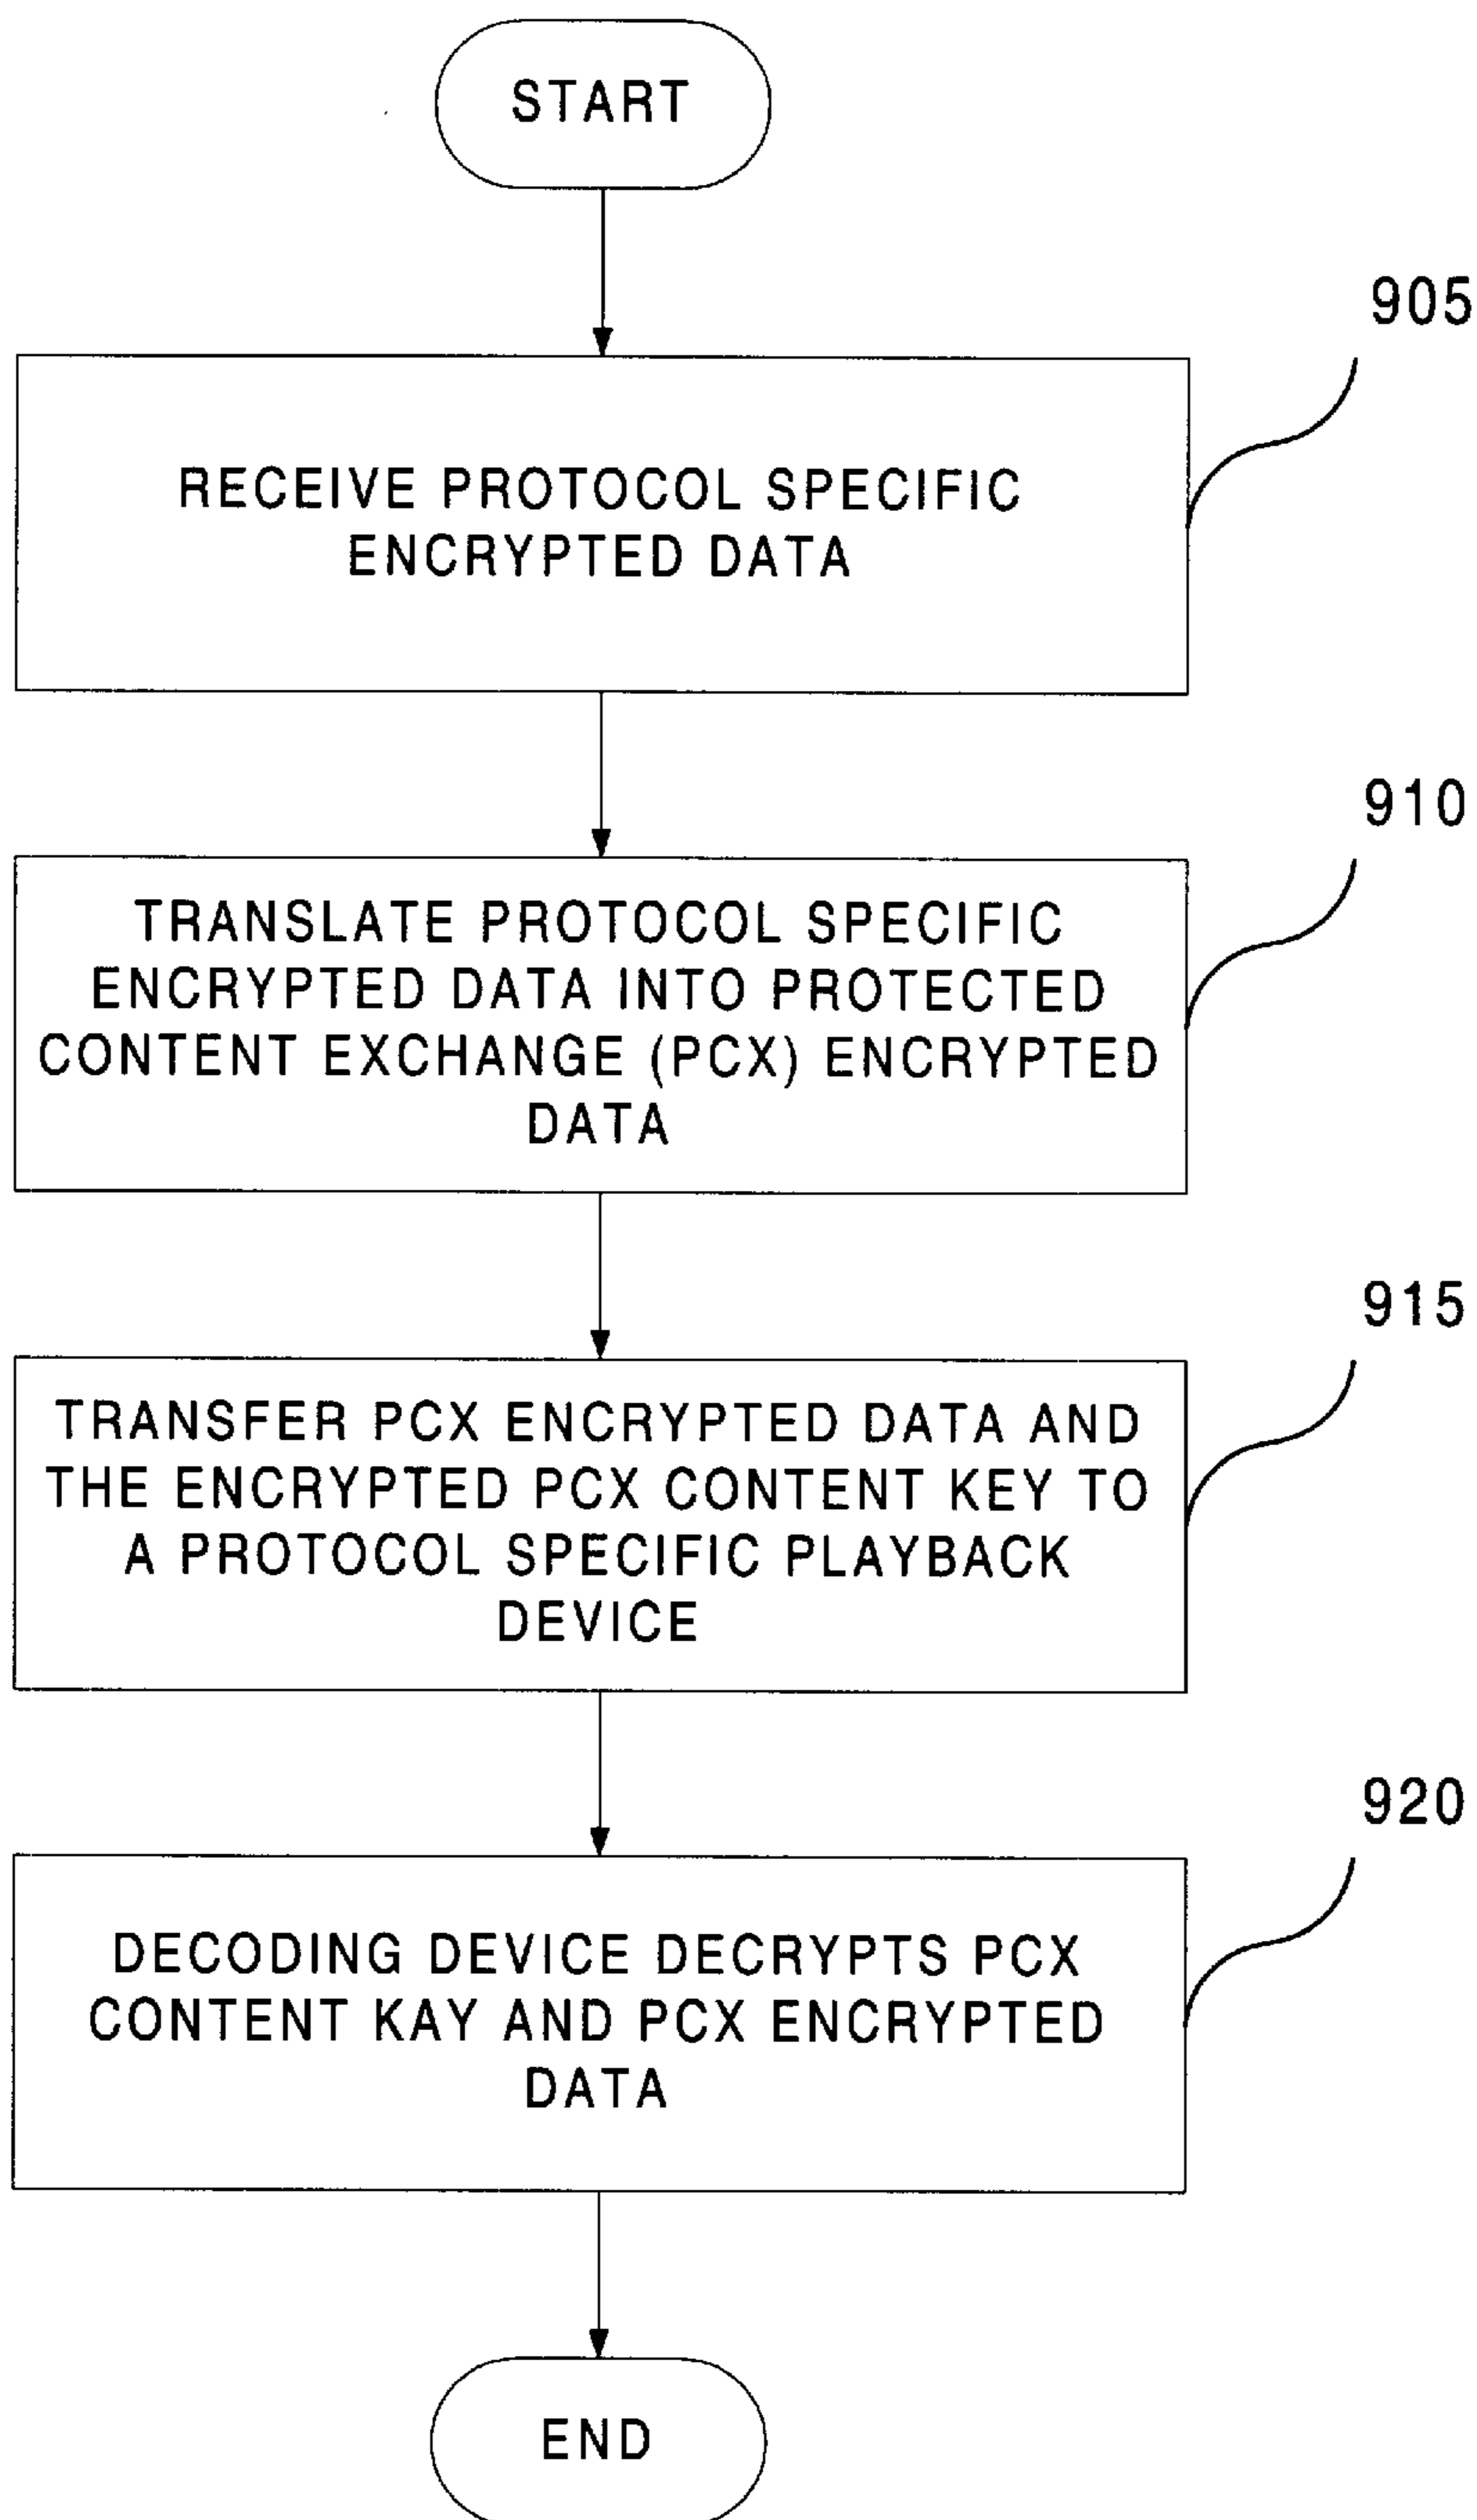 START
905
RECEIVE PROTOCOL SPECIFIC
ENCRYPTED DATA
910
TRANSLATE PROTOCOL SPECIFIC
ENCRYPTED DATA INTO PROTECTED
CONTENT EXCHANGE (PCX) ENCRYPTED
DATA
915
TRANSFER PCX ENCRYPTED DATA AND
THE ENCRYPTED PCX CONTENT KEY TO
A PROTOCOL SPECIFIC PLAYBACK
DEVICE
920
DECODING DEVICE DECRYPTS PCX
CONTENT KAY AND PCX ENCRYPTED
DATA
END